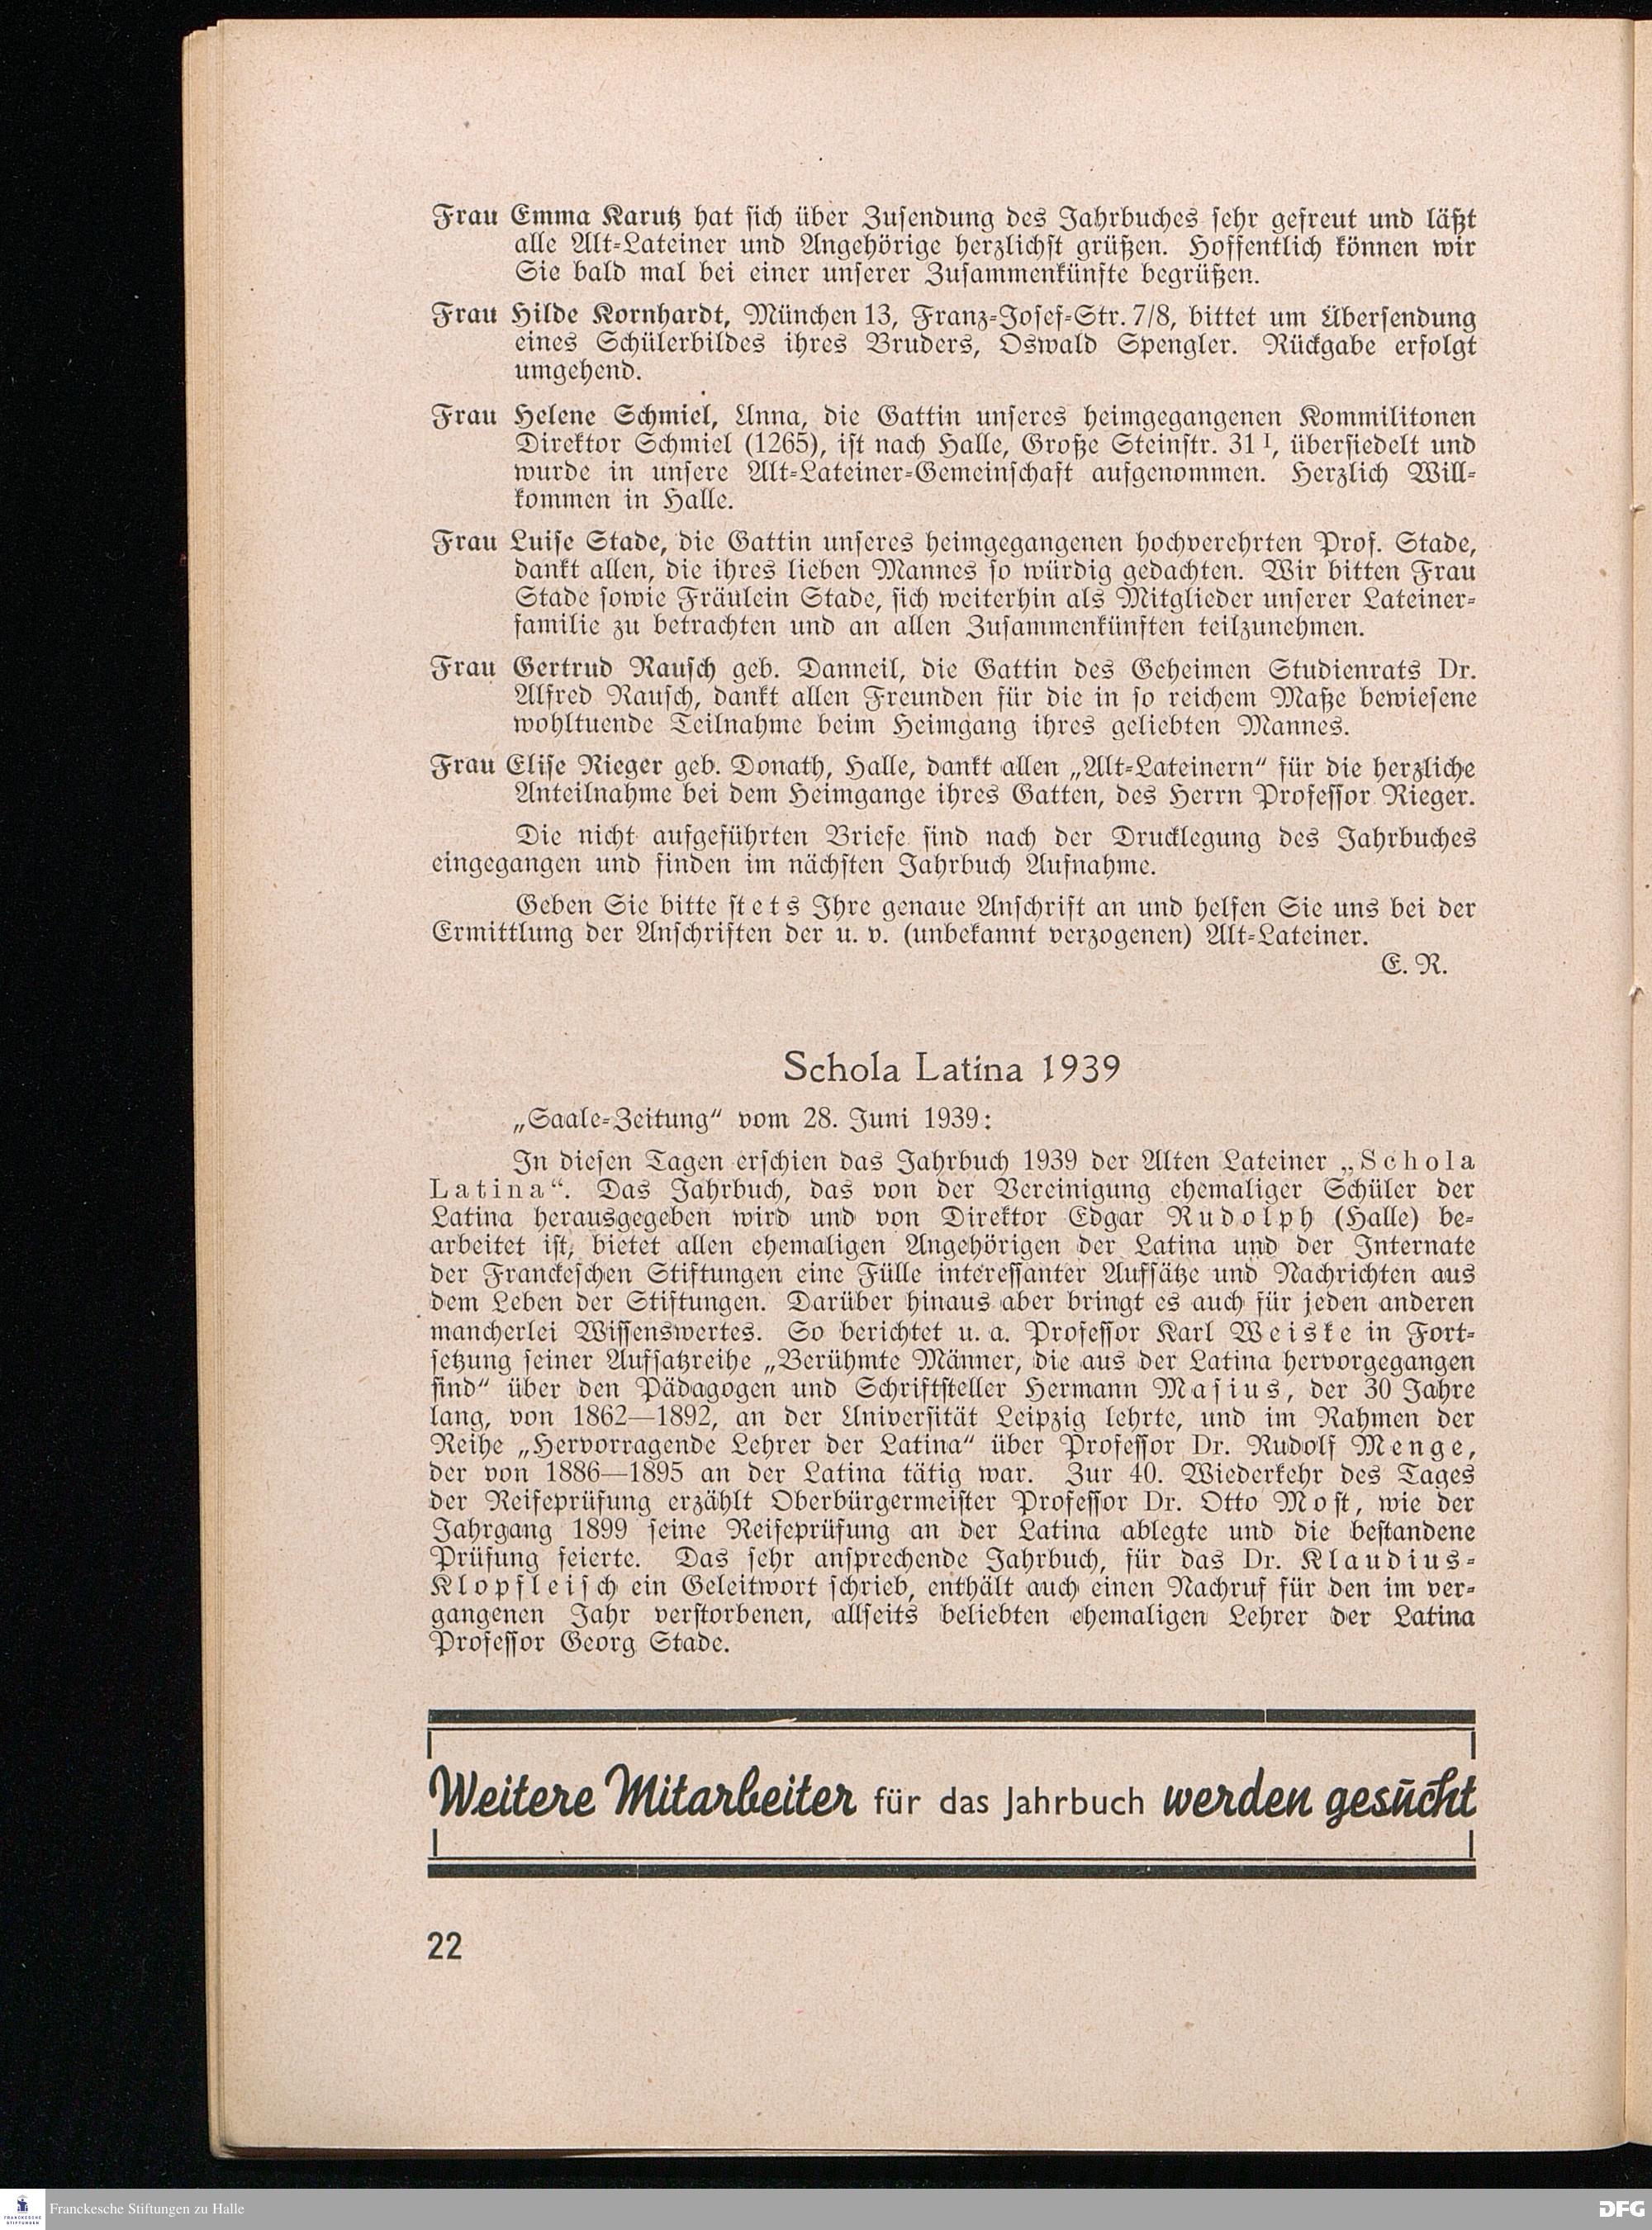 Frau Emma Karutz hat sich über Zusendung des Jahrbuches sehr gefreut und läßt
alle Alt-Lateiner und Angehörige herzlichst grüßen. Hoffentlich können wir
Sie bald mal bei einer unserer Zusammenkünfte begrüßen.
Frau Hilde Kornhardt, München 13, Franz-Josef-Str. 7/8, bittet um Übersendung
eines Schülerbildes ihres Bruders, Oswald Spengler. Rückgabe erfolgt
umgehend.
Frau Helene Schmiel, Unna, die Gattin unseres heimgegangenen Kommilitonen
Direktor Schmiel (1265), ist nach Halle, Große Steinstr. 31 I, übersiedelt und
wurde in unsere Alt-Lateiner-Gemeinschaft aufgenommen. Herzlich Will-
kommen in Halle.
Frau Luise Stade, die Gattin unseres heimgegangenen hochverehrten Prof. Stade,
dankt allen, die ihres lieben Mannes so würdig gedachten. Wir bitten Frau
Stade sowie Fräulein Stade, sich weiterhin als Mitglieder unserer Lateiner-
familie zu betrachten und an allen Zusammenkünften teilzunehmen.
Frau Gertrud Rausch geb. Danneil, die Gattin des Geheimen Studienrats Dr.
Alfred Rausch, dankt allen Freunden für die in so reichem Maße bewiesene
wohltuende Teilnahme beim Heimgang ihres geliebten Mannes.
Frau Elise Rieger geb. Donath, Halle, dankt allen „Alt-Lateinern“ für die herzliche
Anteilnahme bei dem Heimgange ihres Gatten, des Herrn Professor Rieger.
Die nicht aufgeführten Briefe sind nach der Drucklegung des Jahrbuches
eingegangen und finden im nächsten Jahrbuch Aufnahme.
Geben Sie bitte stets Ihre genaue Anschrift an und helfen Sie uns bei der
Ermittlung der Anschriften der u. v. (unbekannt verzogenen) Alt-Lateiner.
E. R.
Schola Latina 1939
„Saale-Zeitung“ vom 28. Juni 1939:
In diesen Tagen erschien das Jahrbuch 1939 der Alten Lateiner „Schola
Latina“. Das Jahrbuch, das von der Vereinigung ehemaliger Schüler der
Latina herausgegeben wird und von Direktor Edgar Rudolph (Halle) be-
arbeitet ist, bietet allen ehemaligen Angehörigen der Latina und der Internate
der Franckeschen Stiftungen eine Fülle interessanter Aufsätze und Nachrichten aus
dem Leben der Stiftungen. Darüber hinaus aber bringt es auch für jeden anderen
mancherlei Wissenswertes. So berichtet u. a. Professor Karl Weiske in Fort-
setzung seiner Aufsatzreihe „Berühmte Männer, die aus der Latina hervorgegangen
sind“ über den Pädagogen und Schriftsteller Hermann Masius, der 30 Jahre
lang, von 1862—1892, an der Universität Leipzig lehrte, und im Rahmen der
Reihe „Hervorragende Lehrer der Latina“ über Professor Dr. Rudolf Menge,
der von 1886—1895 an der Latina tätig war. Zur 40. Wiederkehr des Tages
der Reifeprüfung erzählt Oberbürgermeister Professor Dr. Otto Most, wie der
Jahrgang 1899 seine Reifeprüfung an der Latina ablegte und die bestandene
Prüfung feierte. Das sehr ansprechende Jahrbuch, für das Dr. Klaudius-
Klopfleisch ein Geleitwort schrieb, enthält auch einen Nachruf für den im ver-
gangenen Jahr verstorbenen, allseits beliebten ehemaligen Lehrer der Latina
Professor Georg Stade.
Weitere Mitarbeiter für das Jahrbuch werden gesucht
22
FRANCKESCHE STIFTUNGEN
Franckesche Stiftungen zu Halle
DFG